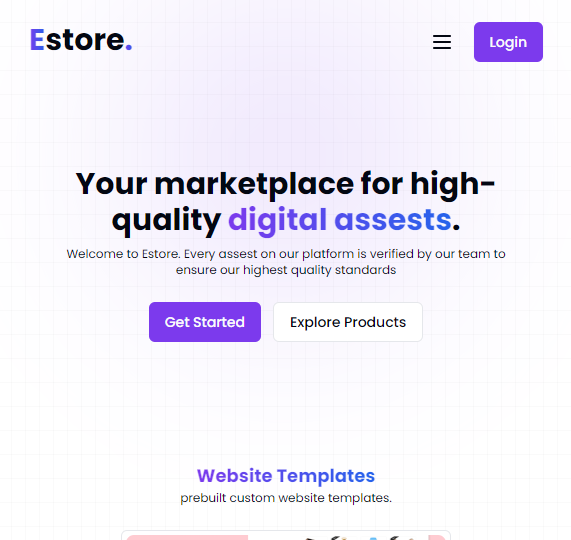 Estore.
Login
Your marketplace for high-
quality digital assests.
Welcome to Estore. Every assest on our platform is verified by our team to
ensure our highest quality standards
Get Started
Explore Products
Website Templates
prebuilt custom website templates.